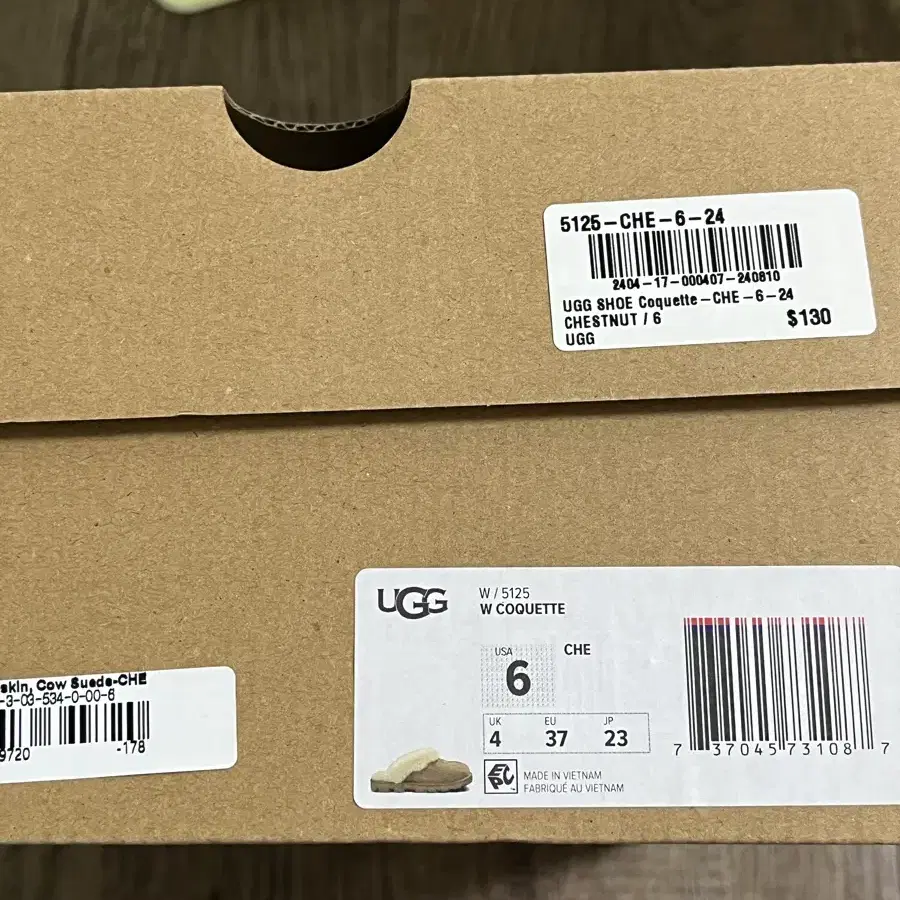 5125-CHE-6-24
2404-17-000407-240810
UGG SHOE Coquette-CHE-6-24
CHESTNUT / 6
$130
UGG
skin, Cow Suede-CHE
-3-03-534-0-00-6
9720
-178
UGG
W / 5125
W COQUETTE
USA
6
CHE
UK EU JP
4 37 23
MADE IN VIETNAM
FABRIQUÉ AU VIETNAM
7 37045 73108 7